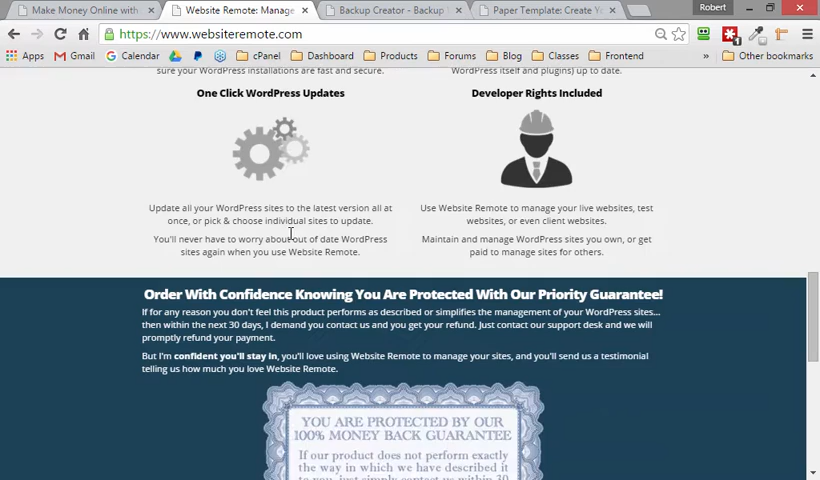 Robert
Make Money Online with
Website Remote: Manage
Backup Creator - Backup
Paper Template: Create Yo
https://www.websiteremote.com
Apps Gmail Calendar cPanel Dashboard Products Forums Blog Classes Frontend » Other bookmarks
sure your WordPress installations are fast and secure.
WordPress itself and plugins) up to date.
One Click WordPress Updates
Update all your WordPress sites to the latest version all at
once, or pick & choose individual sites to update.
You'll never have to worry about out of date WordPress
sites again when you use Website Remote.
Developer Rights Included
Use Website Remote to manage your live websites, test
websites, or even client websites.
Maintain and manage WordPress sites you own, or get
paid to manage sites for others.
Order With Confidence Knowing You Are Protected With Our Priority Guarantee!
If for any reason you don't feel this product performs as described or simplifies the management of your WordPress sites...
then within the next 30 days, I demand you contact us and you get your refund. Just contact our support desk and we will
promptly refund your payment.
But I'm confident you'll stay in, you'll love using Website Remote to manage your sites, and you'll send us a testimonial
telling us how much you love Website Remote.
YOU ARE PROTECTED BY OUR
100% MONEY BACK GUARANTEE
If our product does not perform exactly
the way in which we have described it
to you, just simply contact us within 30